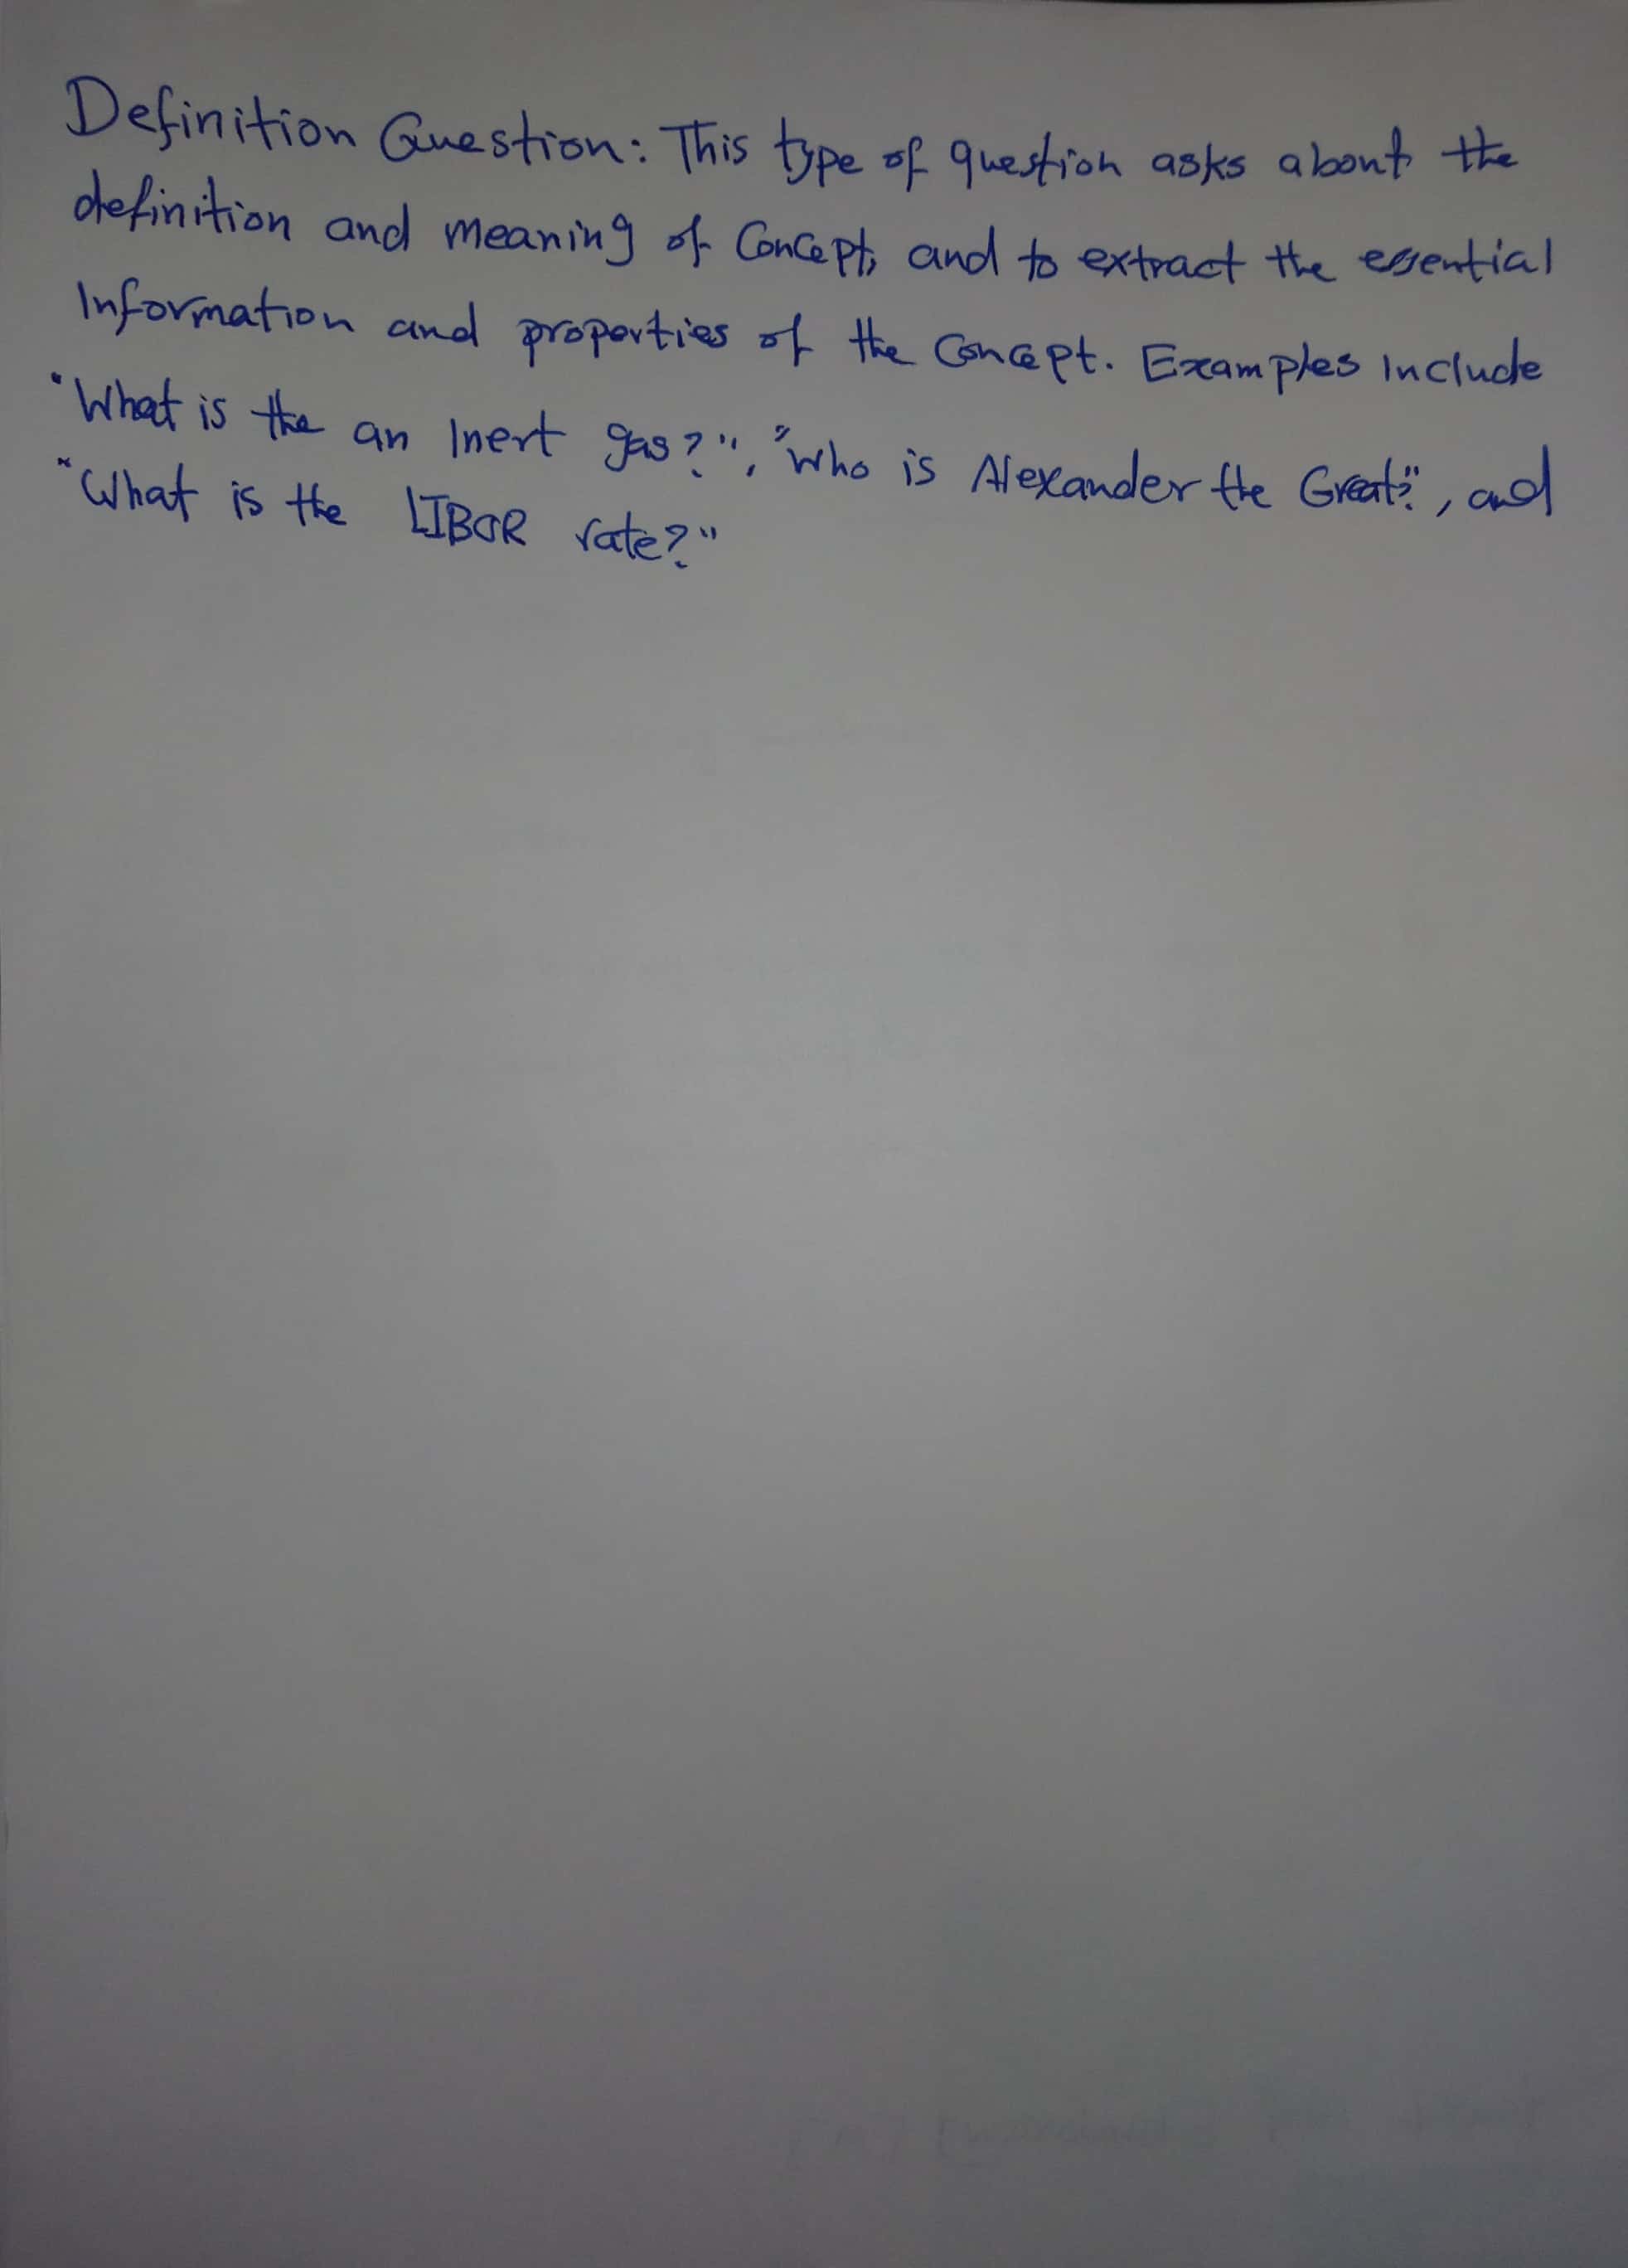 Definition Question: This type of question asks about the
definition and meaning of Concept, and to extract the essential
Information and properties of the Concept. Examples Include
"What is the an Inert gas?", "Who is Alexander the Great?", and
"What is the LIBOR rate?"